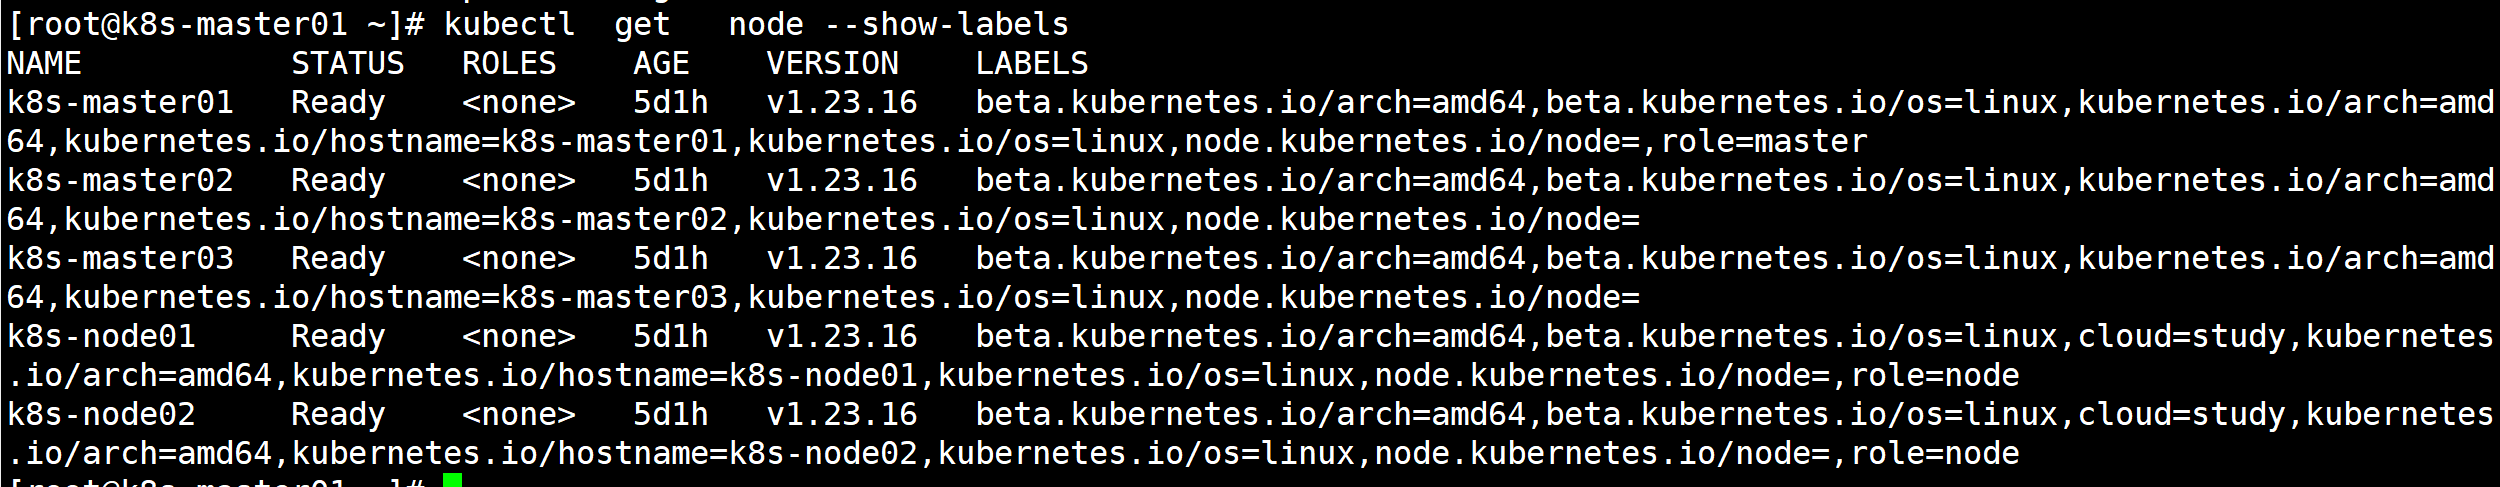 [root@k8s-master01 ~]# kubectl  get   node --show-labels
NAME           STATUS   ROLES    AGE    VERSION    LABELS
k8s-master01   Ready    <none>   5d1h   v1.23.16   beta.kubernetes.io/arch=amd64,beta.kubernetes.io/os=linux,kubernetes.io/arch=amd
64,kubernetes.io/hostname=k8s-master01,kubernetes.io/os=linux,node.kubernetes.io/node=,role=master
k8s-master02   Ready    <none>   5d1h   v1.23.16   beta.kubernetes.io/arch=amd64,beta.kubernetes.io/os=linux,kubernetes.io/arch=amd
64,kubernetes.io/hostname=k8s-master02,kubernetes.io/os=linux,node.kubernetes.io/node=
k8s-master03   Ready    <none>   5d1h   v1.23.16   beta.kubernetes.io/arch=amd64,beta.kubernetes.io/os=linux,kubernetes.io/arch=amd
64,kubernetes.io/hostname=k8s-master03,kubernetes.io/os=linux,node.kubernetes.io/node=
k8s-node01     Ready    <none>   5d1h   v1.23.16   beta.kubernetes.io/arch=amd64,beta.kubernetes.io/os=linux,cloud=study,kubernetes
.io/arch=amd64,kubernetes.io/hostname=k8s-node01,kubernetes.io/os=linux,node.kubernetes.io/node=,role=node
k8s-node02     Ready    <none>   5d1h   v1.23.16   beta.kubernetes.io/arch=amd64,beta.kubernetes.io/os=linux,cloud=study,kubernetes
.io/arch=amd64,kubernetes.io/hostname=k8s-node02,kubernetes.io/os=linux,node.kubernetes.io/node=,role=node
[root@k8s-master01 ~]#